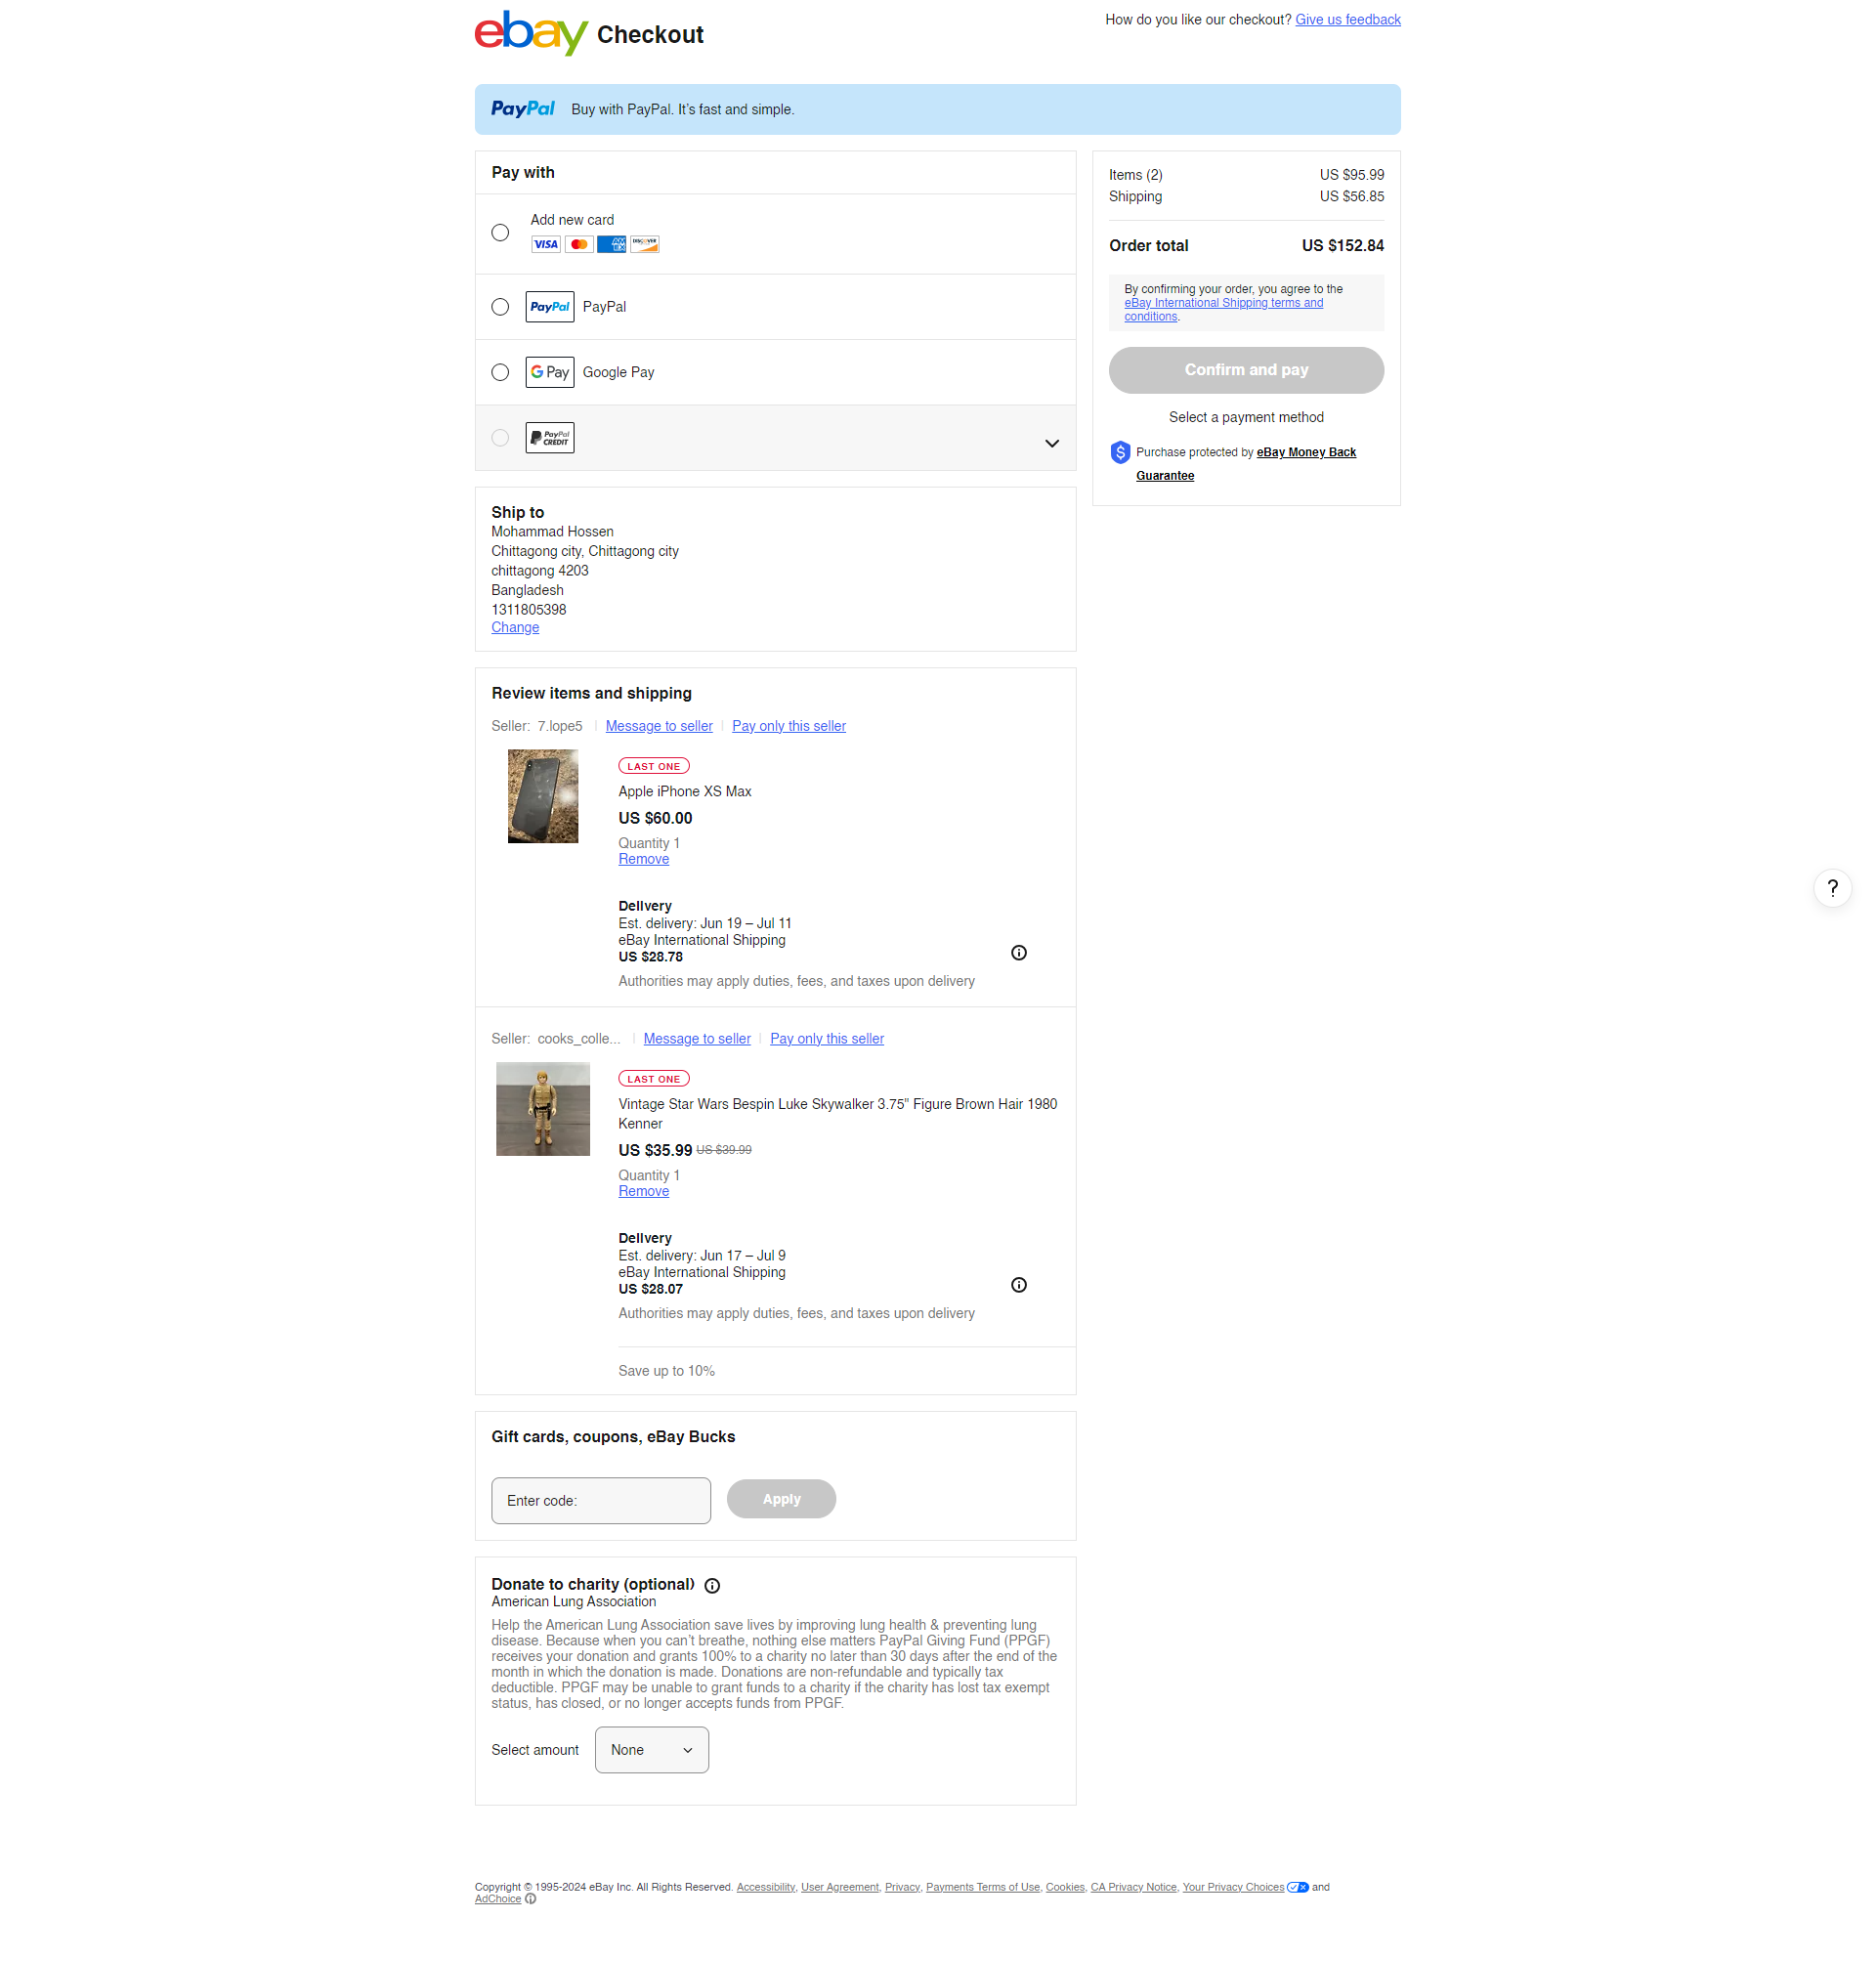 ebay Checkout
How do you like our checkout? Give us feedback
PayPal Buy with PayPal. It's fast and simple.
Pay with
Add new card
VISA DISCOVER
PayPal PayPal
G Pay Google Pay
PayPal CREDIT
Items (2) US $95.99
Shipping US $56.85
Order total US $152.84
By confirming your order, you agree to the
eBay International Shipping terms and
conditions.
Confirm and pay
Select a payment method
Purchase protected by eBay Money Back
Guarantee
Ship to
Mohammad Hossen
Chittagong city, Chittagong city
chittagong 4203
Bangladesh
1311805398
Change
Review items and shipping
Seller: 7.lope5 Message to seller Pay only this seller
LAST ONE
Apple iPhone XS Max
US $60.00
Quantity 1
Remove
Delivery
Est. delivery: Jun 19 – Jul 11
eBay International Shipping
US $28.78
Authorities may apply duties, fees, and taxes upon delivery
Seller: cooks_colle... Message to seller Pay only this seller
LAST ONE
Vintage Star Wars Bespin Luke Skywalker 3.75" Figure Brown Hair 1980
Kenner
US $35.99 US $39.99
Quantity 1
Remove
Delivery
Est. delivery: Jun 17 – Jul 9
eBay International Shipping
US $28.07
Authorities may apply duties, fees, and taxes upon delivery
Save up to 10%
Gift cards, coupons, eBay Bucks
Enter code:
Apply
Donate to charity (optional)
American Lung Association
Help the American Lung Association save lives by improving lung health & preventing lung
disease. Because when you can't breathe, nothing else matters PayPal Giving Fund (PPGF)
receives your donation and grants 100% to a charity no later than 30 days after the end of the
month in which the donation is made. Donations are non-refundable and typically tax
deductible. PPGF may be unable to grant funds to a charity if the charity has lost tax exempt
status, has closed, or no longer accepts funds from PPGF.
Select amount None
?
Copyright © 1995-2024 eBay Inc. All Rights Reserved. Accessibility, User Agreement, Privacy, Payments Terms of Use, Cookies, CA Privacy Notice, Your Privacy Choices and
AdChoice